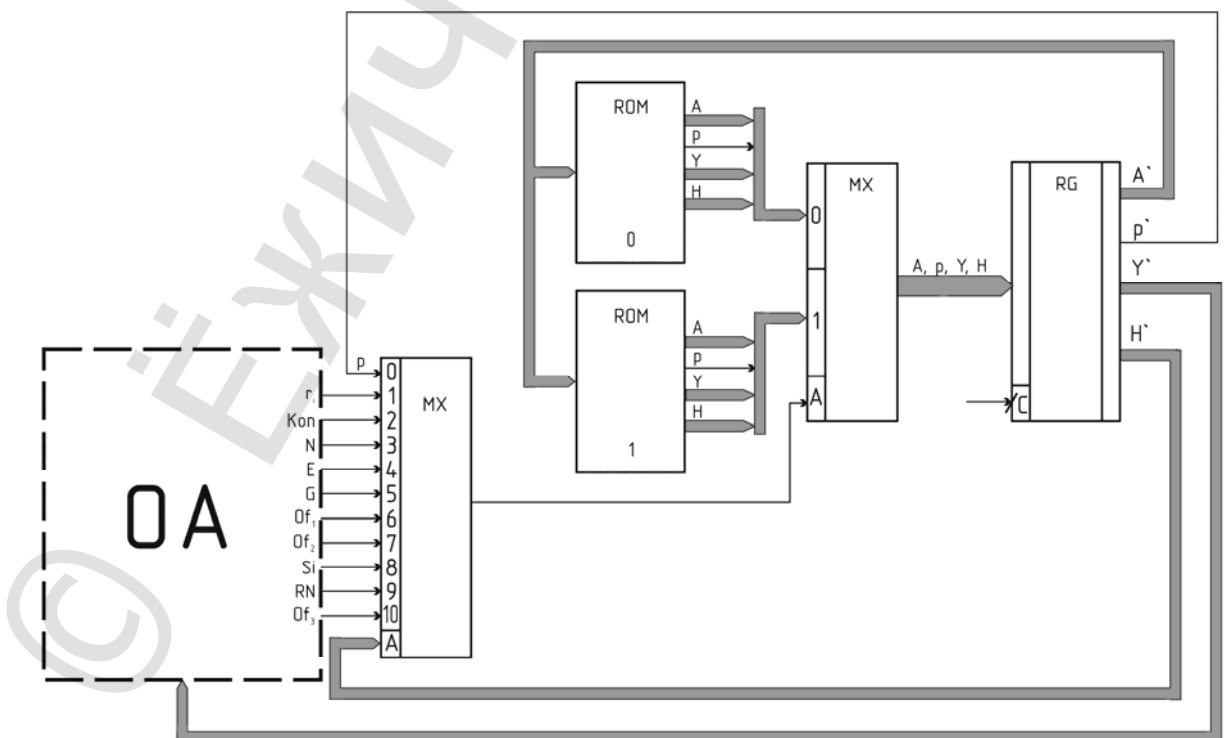 © Ёжич
ROM
A
p
Y
H
0
ROM
A
p
Y
H
1
MX
0
1
A
A, p, Y, H
RG
C
A`
p`
Y`
H`
OA
p
Kon
N
E
G
Of₁
Of₂
Si
RN
Of₃
0
1
2
3
4
5
6
7
8
9
10
A
MX